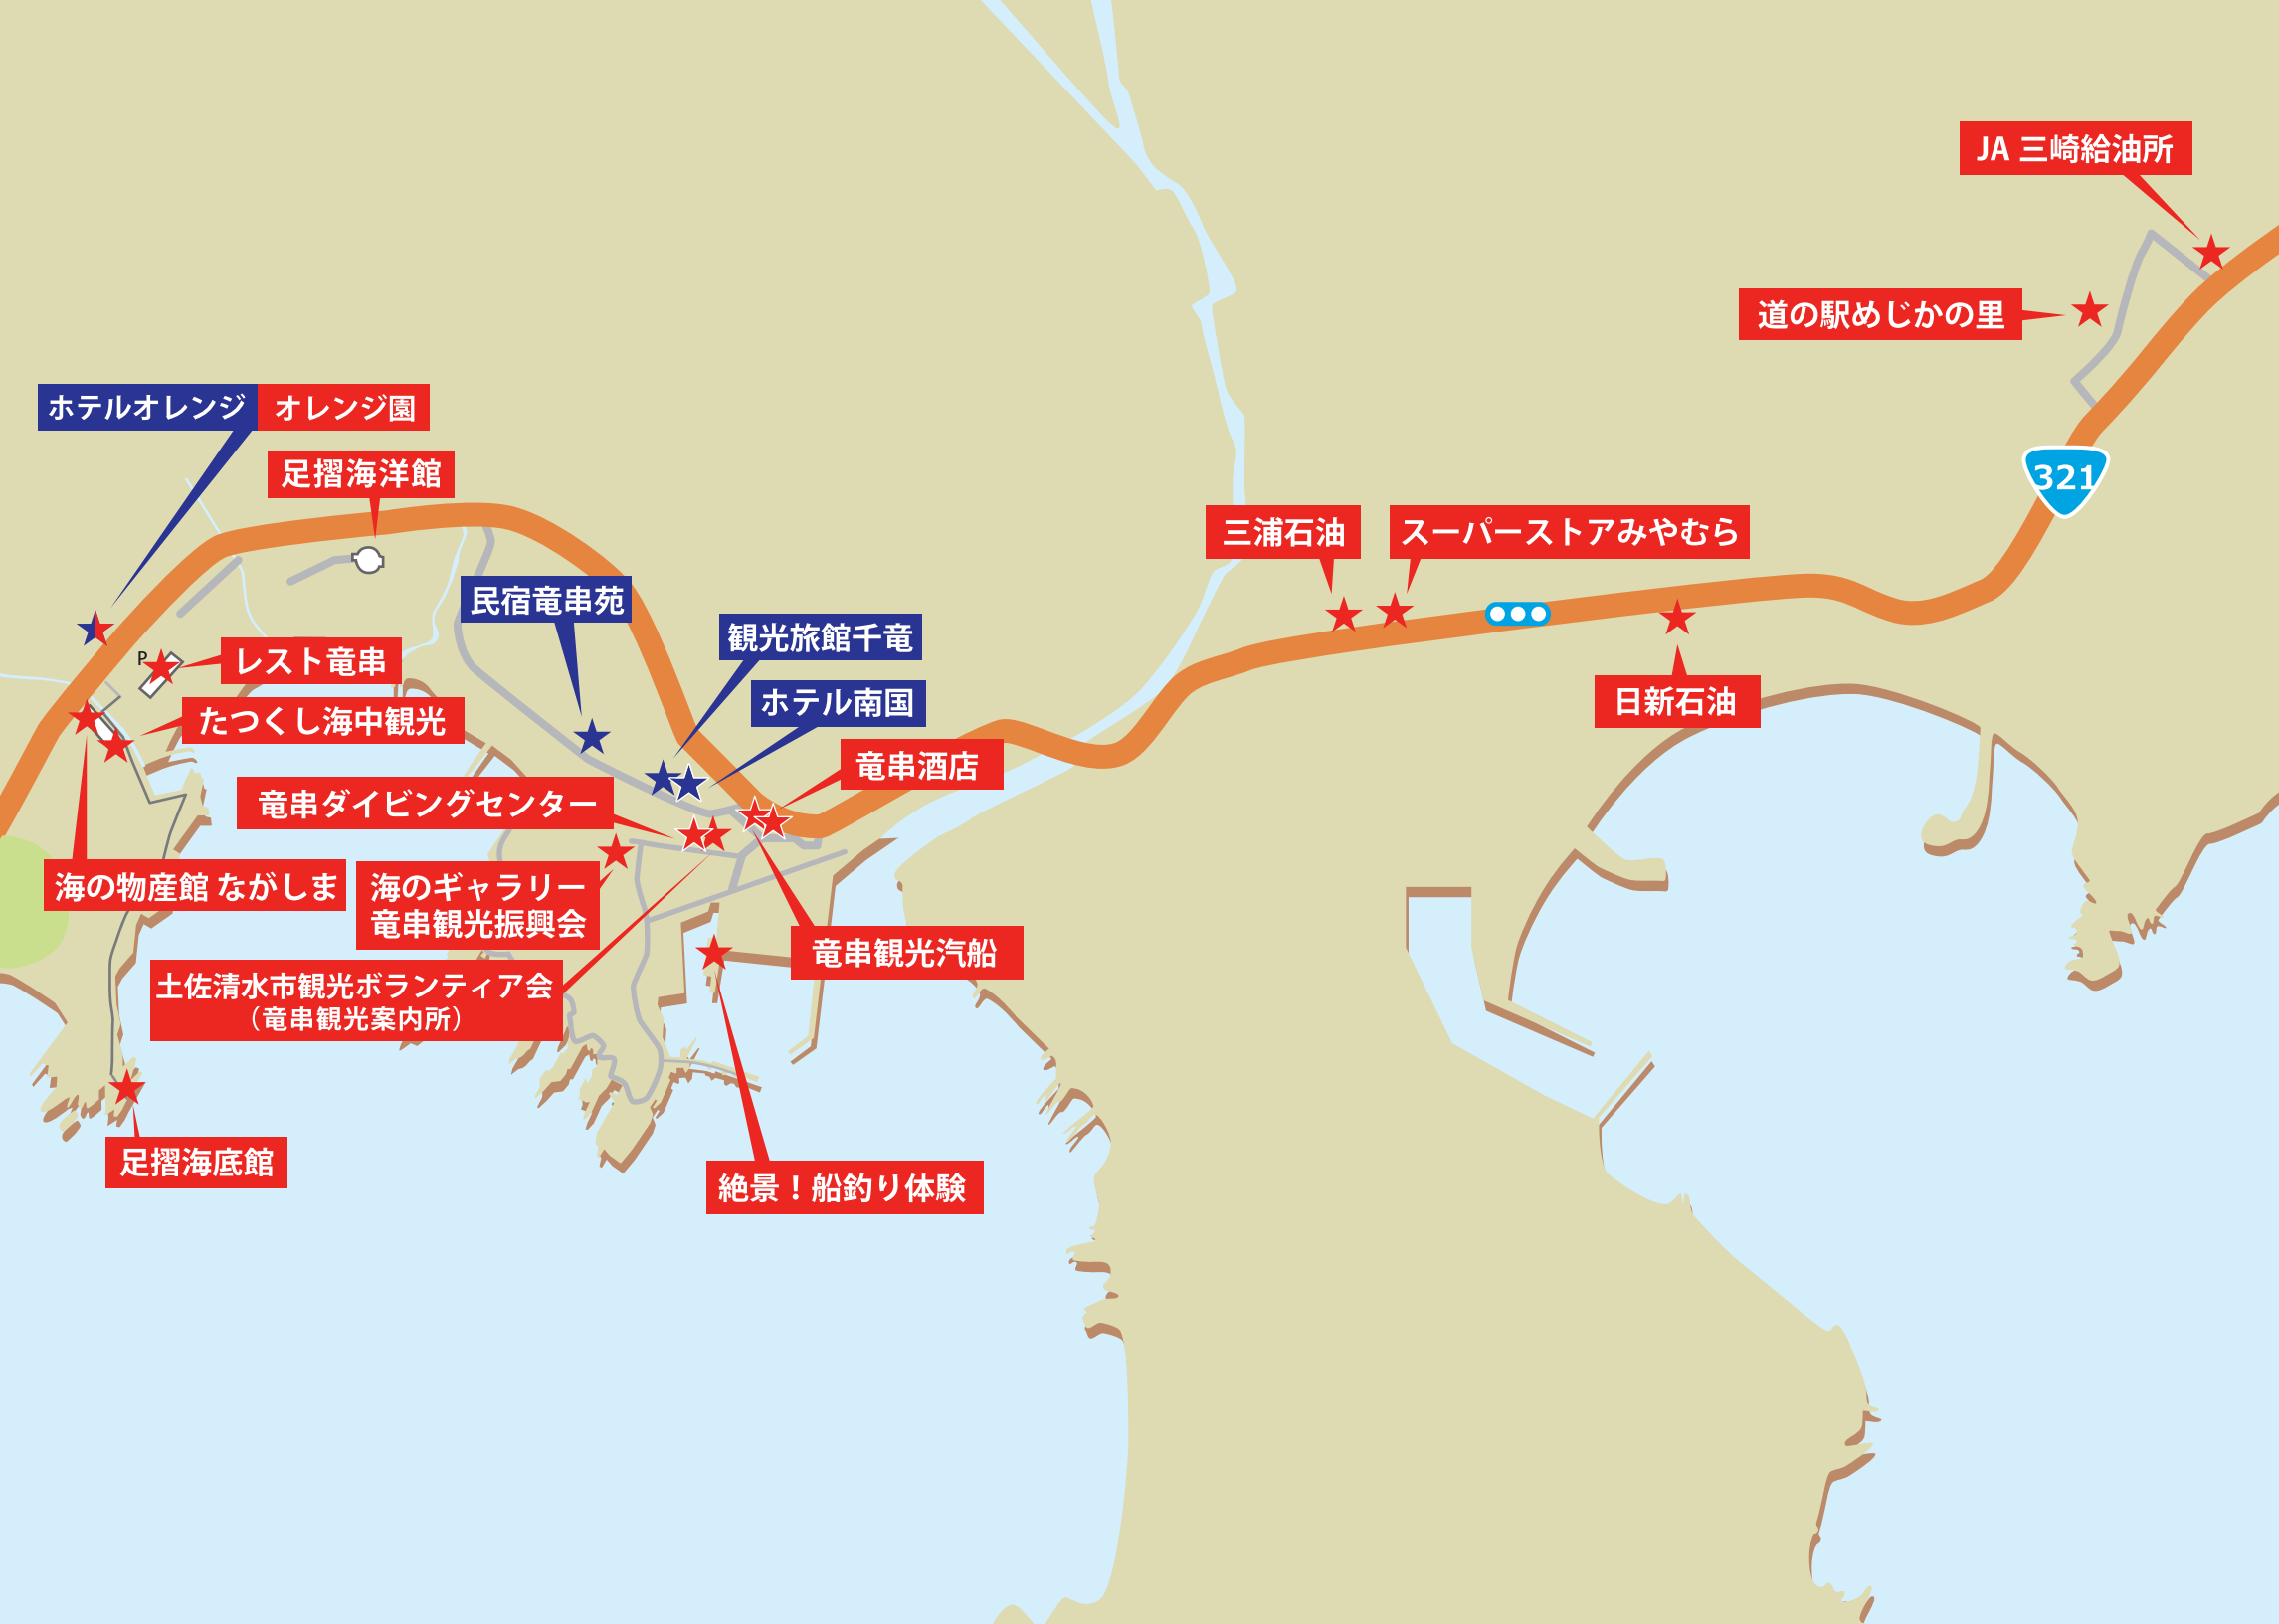 JA 三崎給油所
道の駅めじかの里
ホテルオレンジ
オレンジ園
足摺海洋館
321
三浦石油
スーパーストアみやむら
民宿竜串苑
観光旅館千竜
P
レスト竜串
ホテル南国
日新石油
たつくし海中観光
竜串酒店
竜串ダイビングセンター
海の物産館 ながしま
海のギャラリー
竜串観光振興会
竜串観光汽船
土佐清水市観光ボランティア会
（竜串観光案内所）
足摺海底館
絶景！船釣り体験